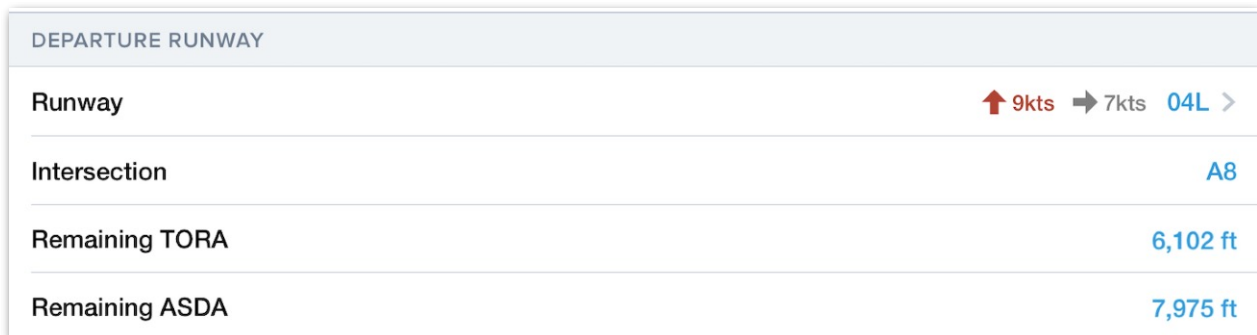 DEPARTURE RUNWAY
Runway 9kts 7kts 04L
Intersection A8
Remaining TORA 6,102 ft
Remaining ASDA 7,975 ft